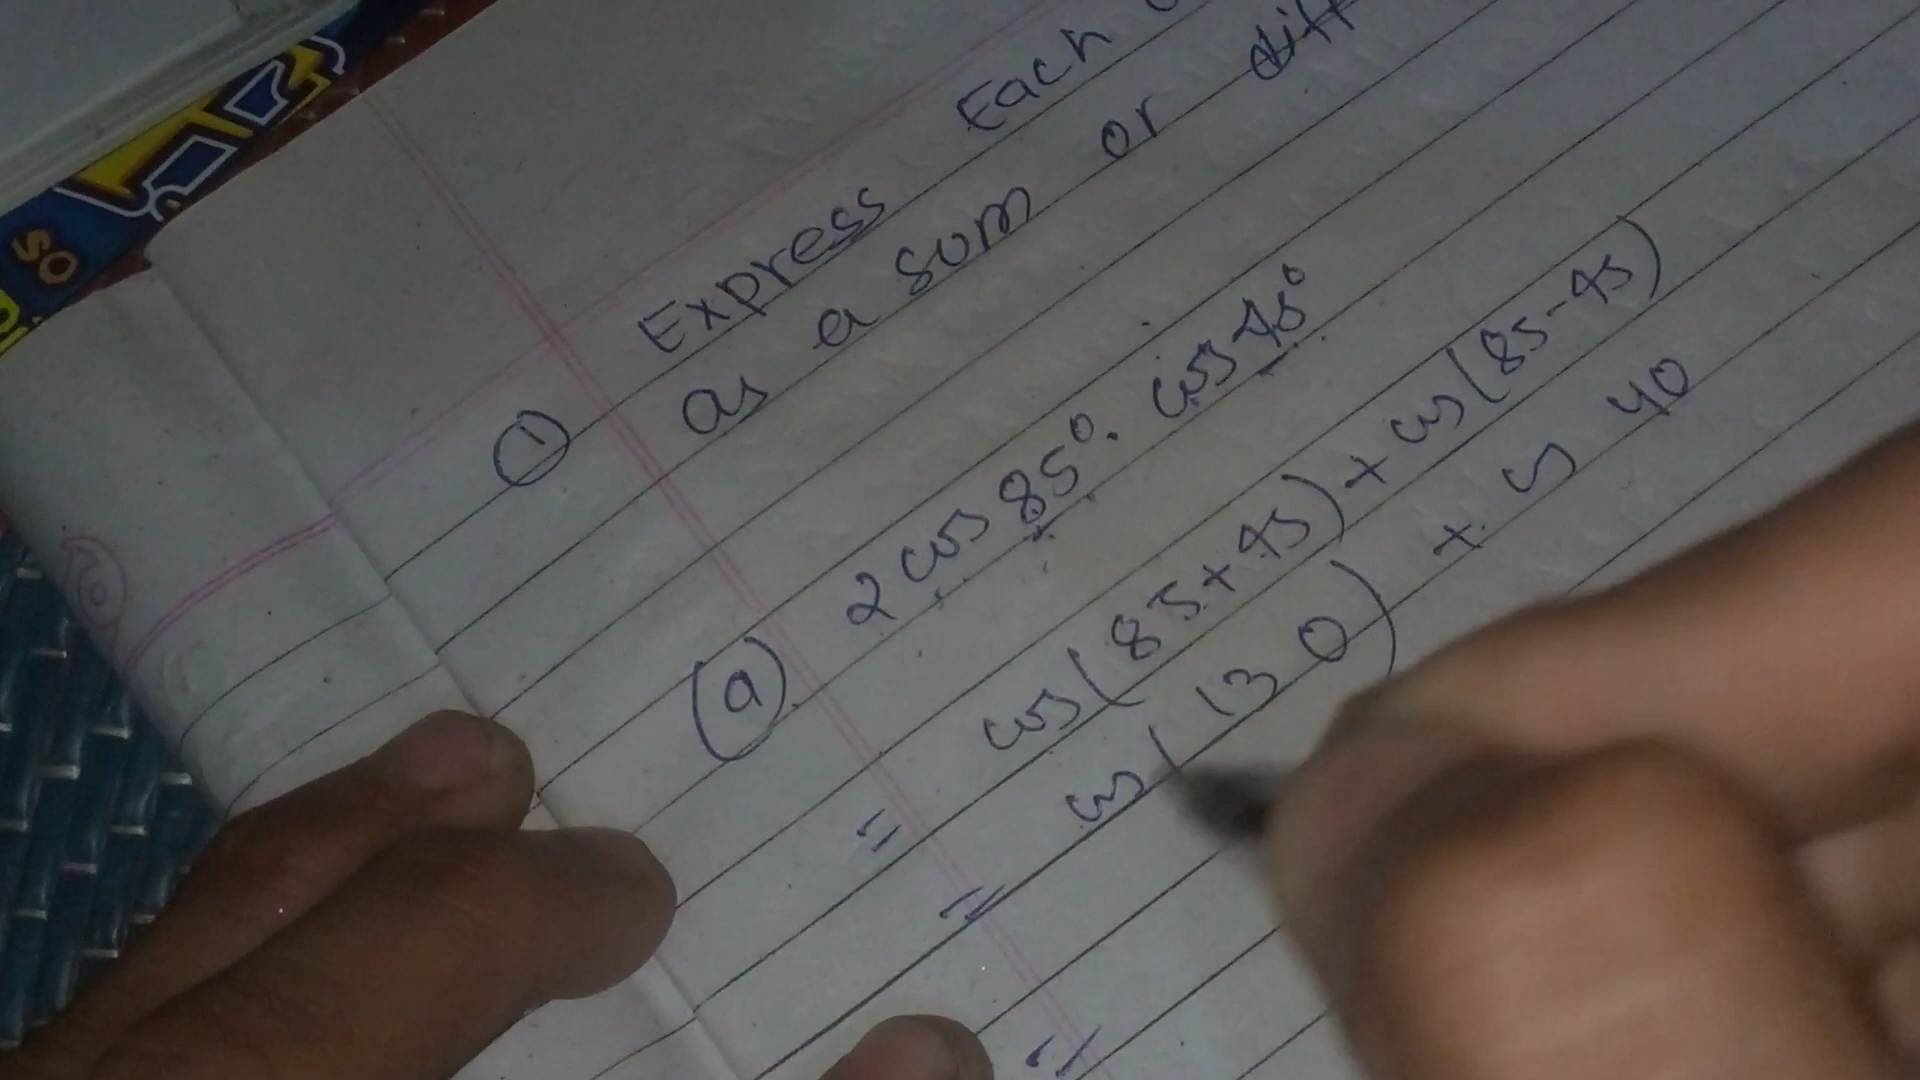 ① Express Each
as a sum or diff
(a) 2 cos 85°. cos 45°
= cos(85+45) + cos(85-45)
= cos(130) + cos 40
=